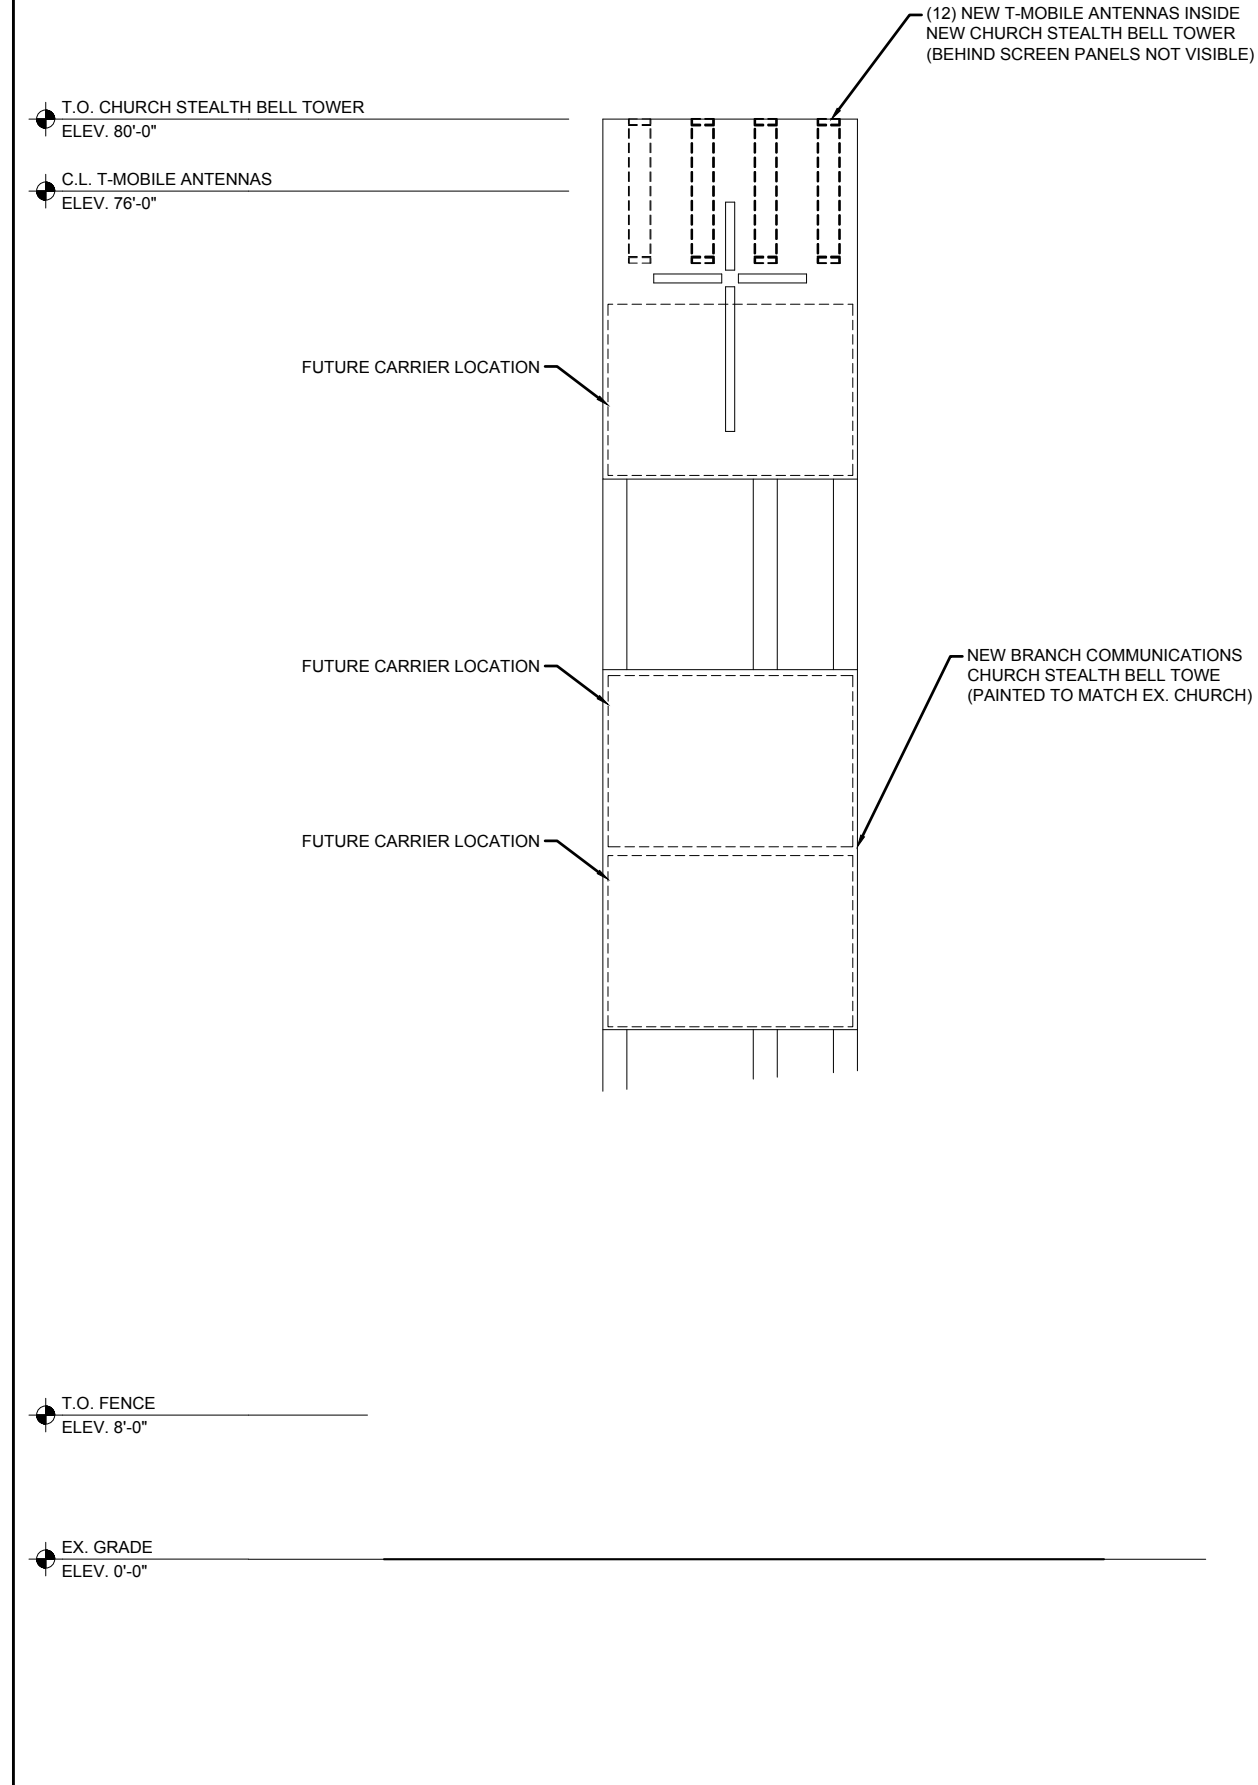 (12) NEW T-MOBILE ANTENNAS INSIDE
NEW CHURCH STEALTH BELL TOWER
(BEHIND SCREEN PANELS NOT VISIBLE)
T.O. CHURCH STEALTH BELL TOWER
ELEV. 80'-0"
C.L. T-MOBILE ANTENNAS
ELEV. 76'-0"
FUTURE CARRIER LOCATION
FUTURE CARRIER LOCATION
NEW BRANCH COMMUNICATIONS
CHURCH STEALTH BELL TOWE
(PAINTED TO MATCH EX. CHURCH)
FUTURE CARRIER LOCATION
T.O. FENCE
ELEV. 8'-0"
EX. GRADE
ELEV. 0'-0"